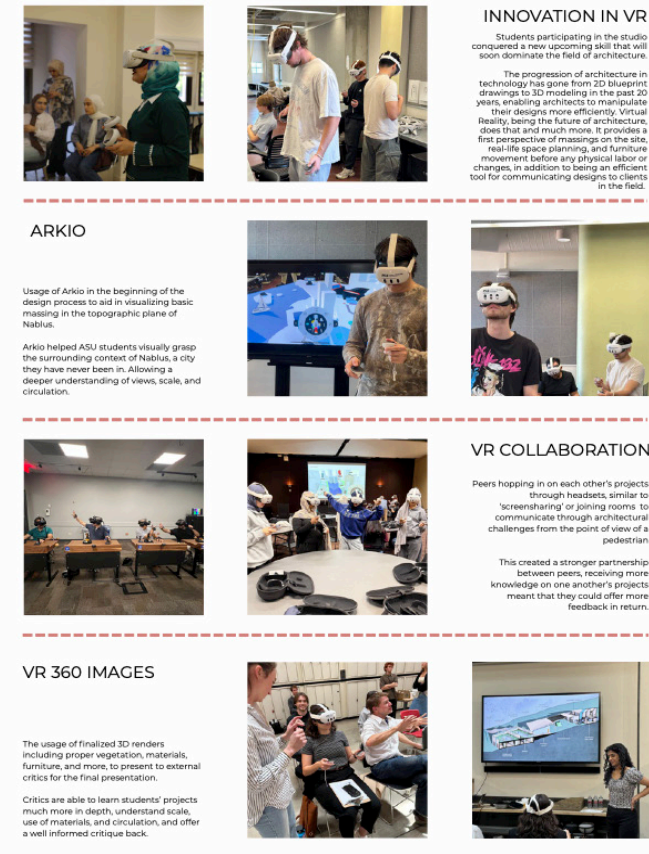 INNOVATION IN VR
Students participating in the studio
conquered a new upcoming skill that will
soon dominate the field of architecture.
The progression of architecture in
technology has gone from 2D blueprint
drawings to 3D modeling in the past 20
years, enabling architects to manipulate
their designs more efficiently. Virtual
Reality, being the future of architecture,
does that and much more. It provides a
first perspective of massings on the site,
real-life space planning, and furniture
movement before any physical labor or
changes, in addition to being an efficient
tool for communicating designs to clients
in the field.
ARKIO
Usage of Arkio in the beginning of the
design process to aid in visualizing basic
massing in the topographic plane of
Nablus.
Arkio helped ASU students visually grasp
the surrounding context of Nablus, a city
they have never been in. Allowing a
deeper understanding of views, scale, and
circulation.
VR COLLABORATION
Peers hopping in on each other's projects
through headsets, similar to
'screensharing' or joining rooms to
communicate through architectural
challenges from the point of view of a
pedestrian
This created a stronger partnership
between peers, receiving more
knowledge on one another's projects
meant that they could offer more
feedback in return.
VR 360 IMAGES
The usage of finalized 3D renders
including proper vegetation, materials,
furniture, and more, to present to external
critics for the final presentation.
Critics are able to learn students' projects
much more in depth, understand scale,
use of materials, and circulation, and offer
a well informed critique back.